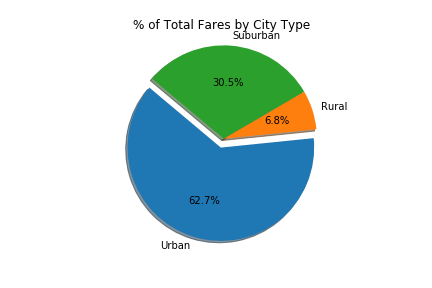 % of Total Fares by City Type
Suburban
30.5%
Rural
6.8%
62.7%
Urban